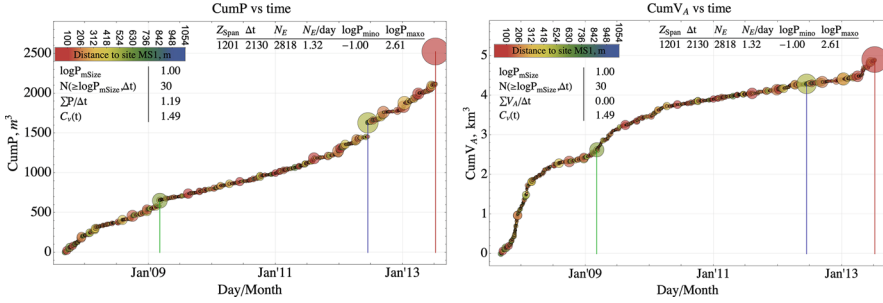 CumP vs time
100
206
312
418
524
630
736
842
948
1054
Distance to site MS1, m
Z_Span Δt N_E N_E/day logP_mino logP_maxo
1201 2130 2818 1.32 −1.00 2.61
logP_mSize 1.00
N(≥logP_mSize,Δt) 30
∑P/Δt 1.19
C_v(t) 1.49
CumP, m³
2500
2000
1500
1000
500
0
Jan'09 Jan'11 Jan'13
Day/Month
CumV_A vs time
100
206
312
418
524
630
736
842
948
1054
Distance to site MS1, m
Z_Span Δt N_E N_E/day logP_mino logP_maxo
1201 2130 2818 1.32 −1.00 2.61
logP_mSize 1.00
N(≥logP_mSize,Δt) 30
∑V_A/Δt 0.00
C_v(t) 1.49
CumV_A, km³
5
4
3
2
1
0
Jan'09 Jan'11 Jan'13
Day/Month